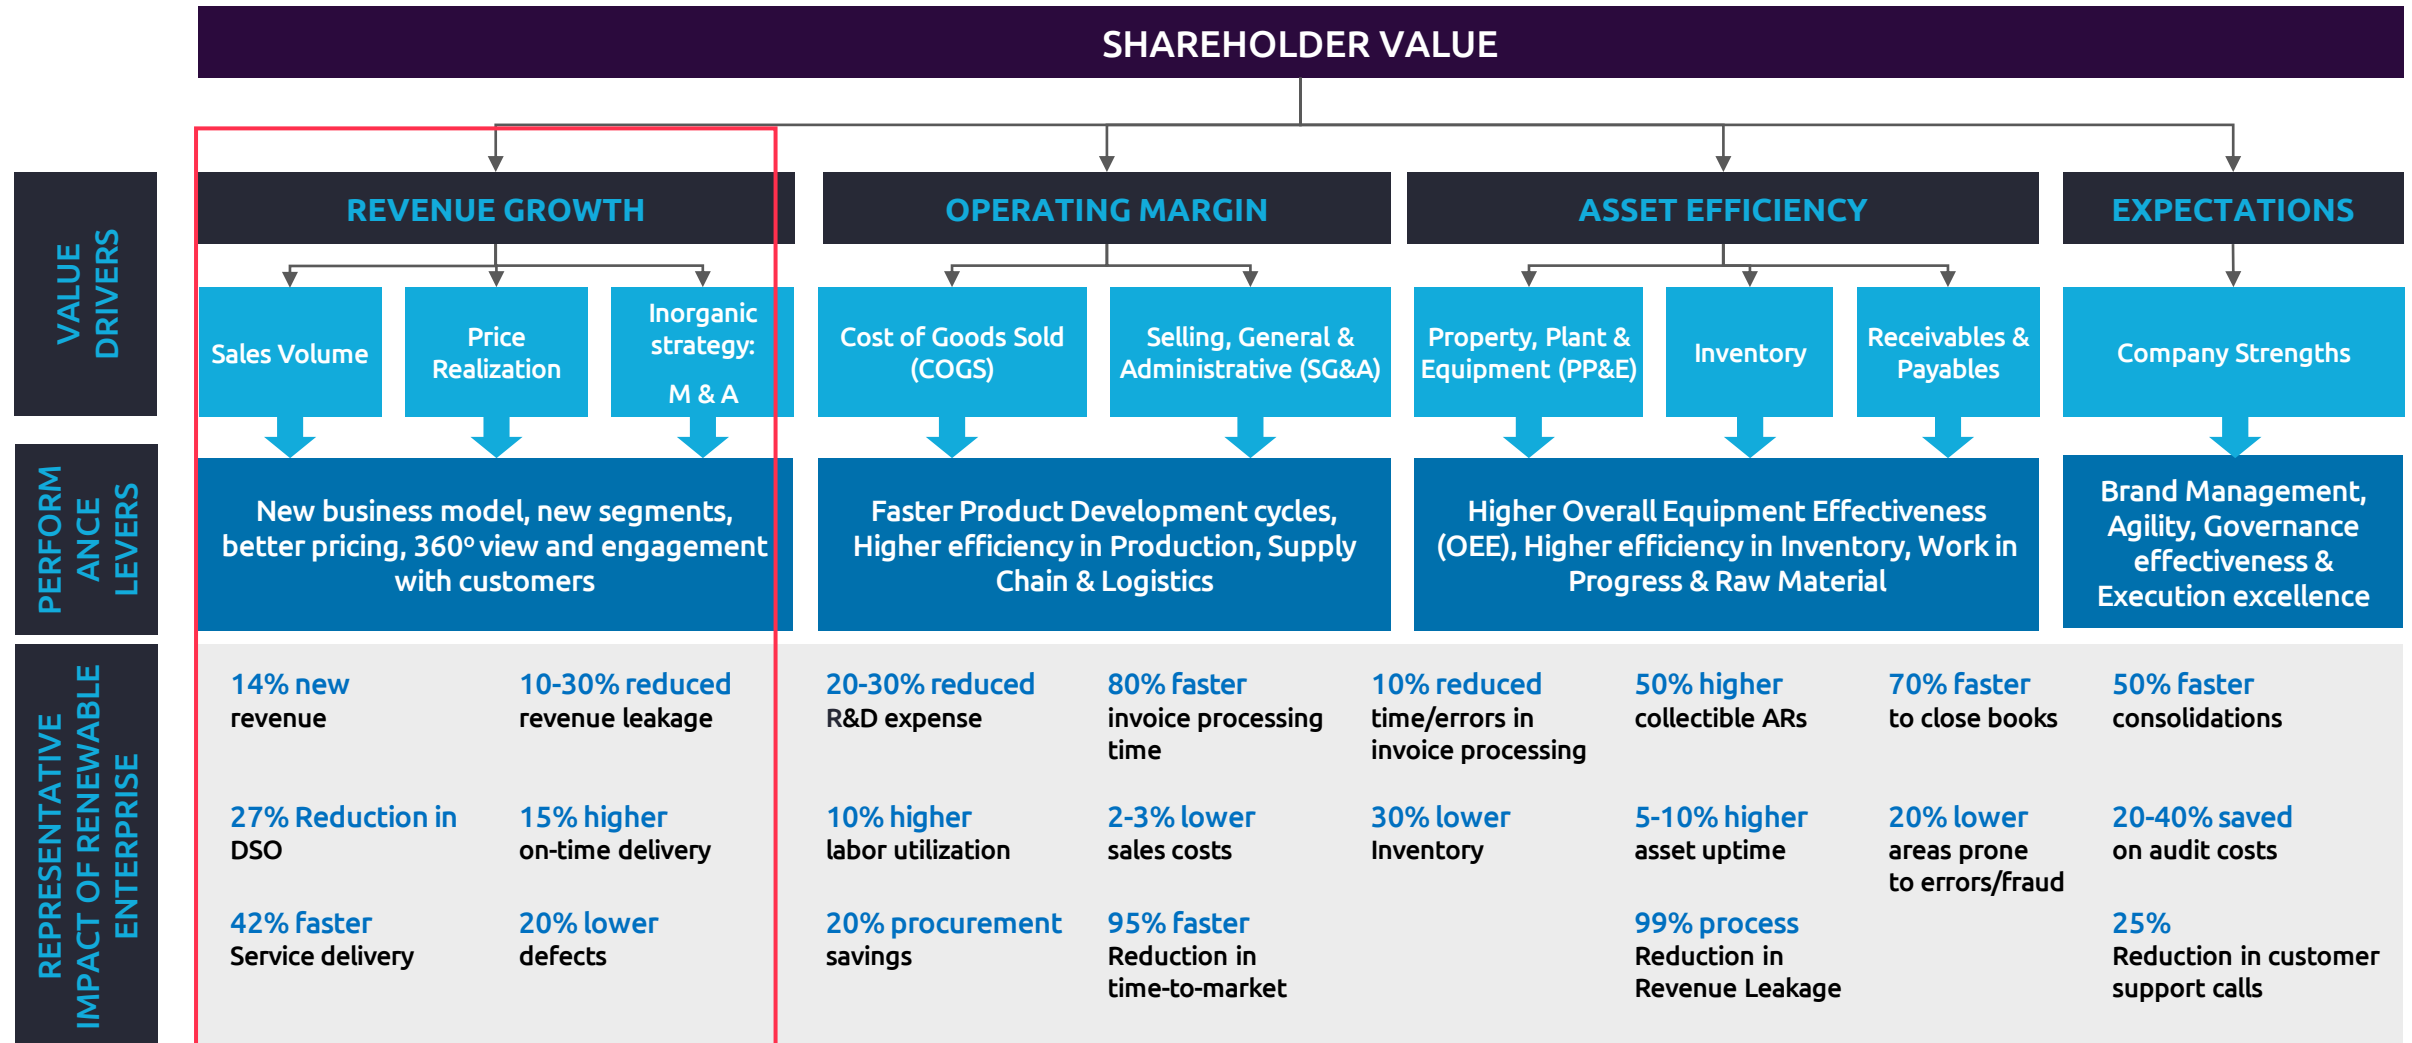 SHAREHOLDER VALUE
VALUE
DRIVERS
REVENUE GROWTH
OPERATING MARGIN
ASSET EFFICIENCY
EXPECTATIONS
Sales Volume
Price
Realization
Inorganic
strategy:
M & A
Cost of Goods Sold
(COGS)
Selling, General &
Administrative (SG&A)
Property, Plant &
Equipment (PP&E)
Inventory
Receivables &
Payables
Company Strengths
PERFORM
ANCE
LEVERS
New business model, new segments,
better pricing, 360º view and engagement
with customers
Faster Product Development cycles,
Higher efficiency in Production, Supply
Chain & Logistics
Higher Overall Equipment Effectiveness
(OEE), Higher efficiency in Inventory, Work in
Progress & Raw Material
Brand Management,
Agility, Governance
effectiveness &
Execution excellence
REPRESENTATIVE
IMPACT OF RENEWABLE
ENTERPRISE
14% new
revenue
10-30% reduced
revenue leakage
20-30% reduced
R&D expense
80% faster
invoice processing
time
10% reduced
time/errors in
invoice processing
50% higher
collectible ARs
70% faster
to close books
50% faster
consolidations
27% Reduction in
DSO
15% higher
on-time delivery
10% higher
labor utilization
2-3% lower
sales costs
30% lower
Inventory
5-10% higher
asset uptime
20% lower
areas prone
to errors/fraud
20-40% saved
on audit costs
42% faster
Service delivery
20% lower
defects
20% procurement
savings
95% faster
Reduction in
time-to-market
99% process
Reduction in
Revenue Leakage
25%
Reduction in customer
support calls